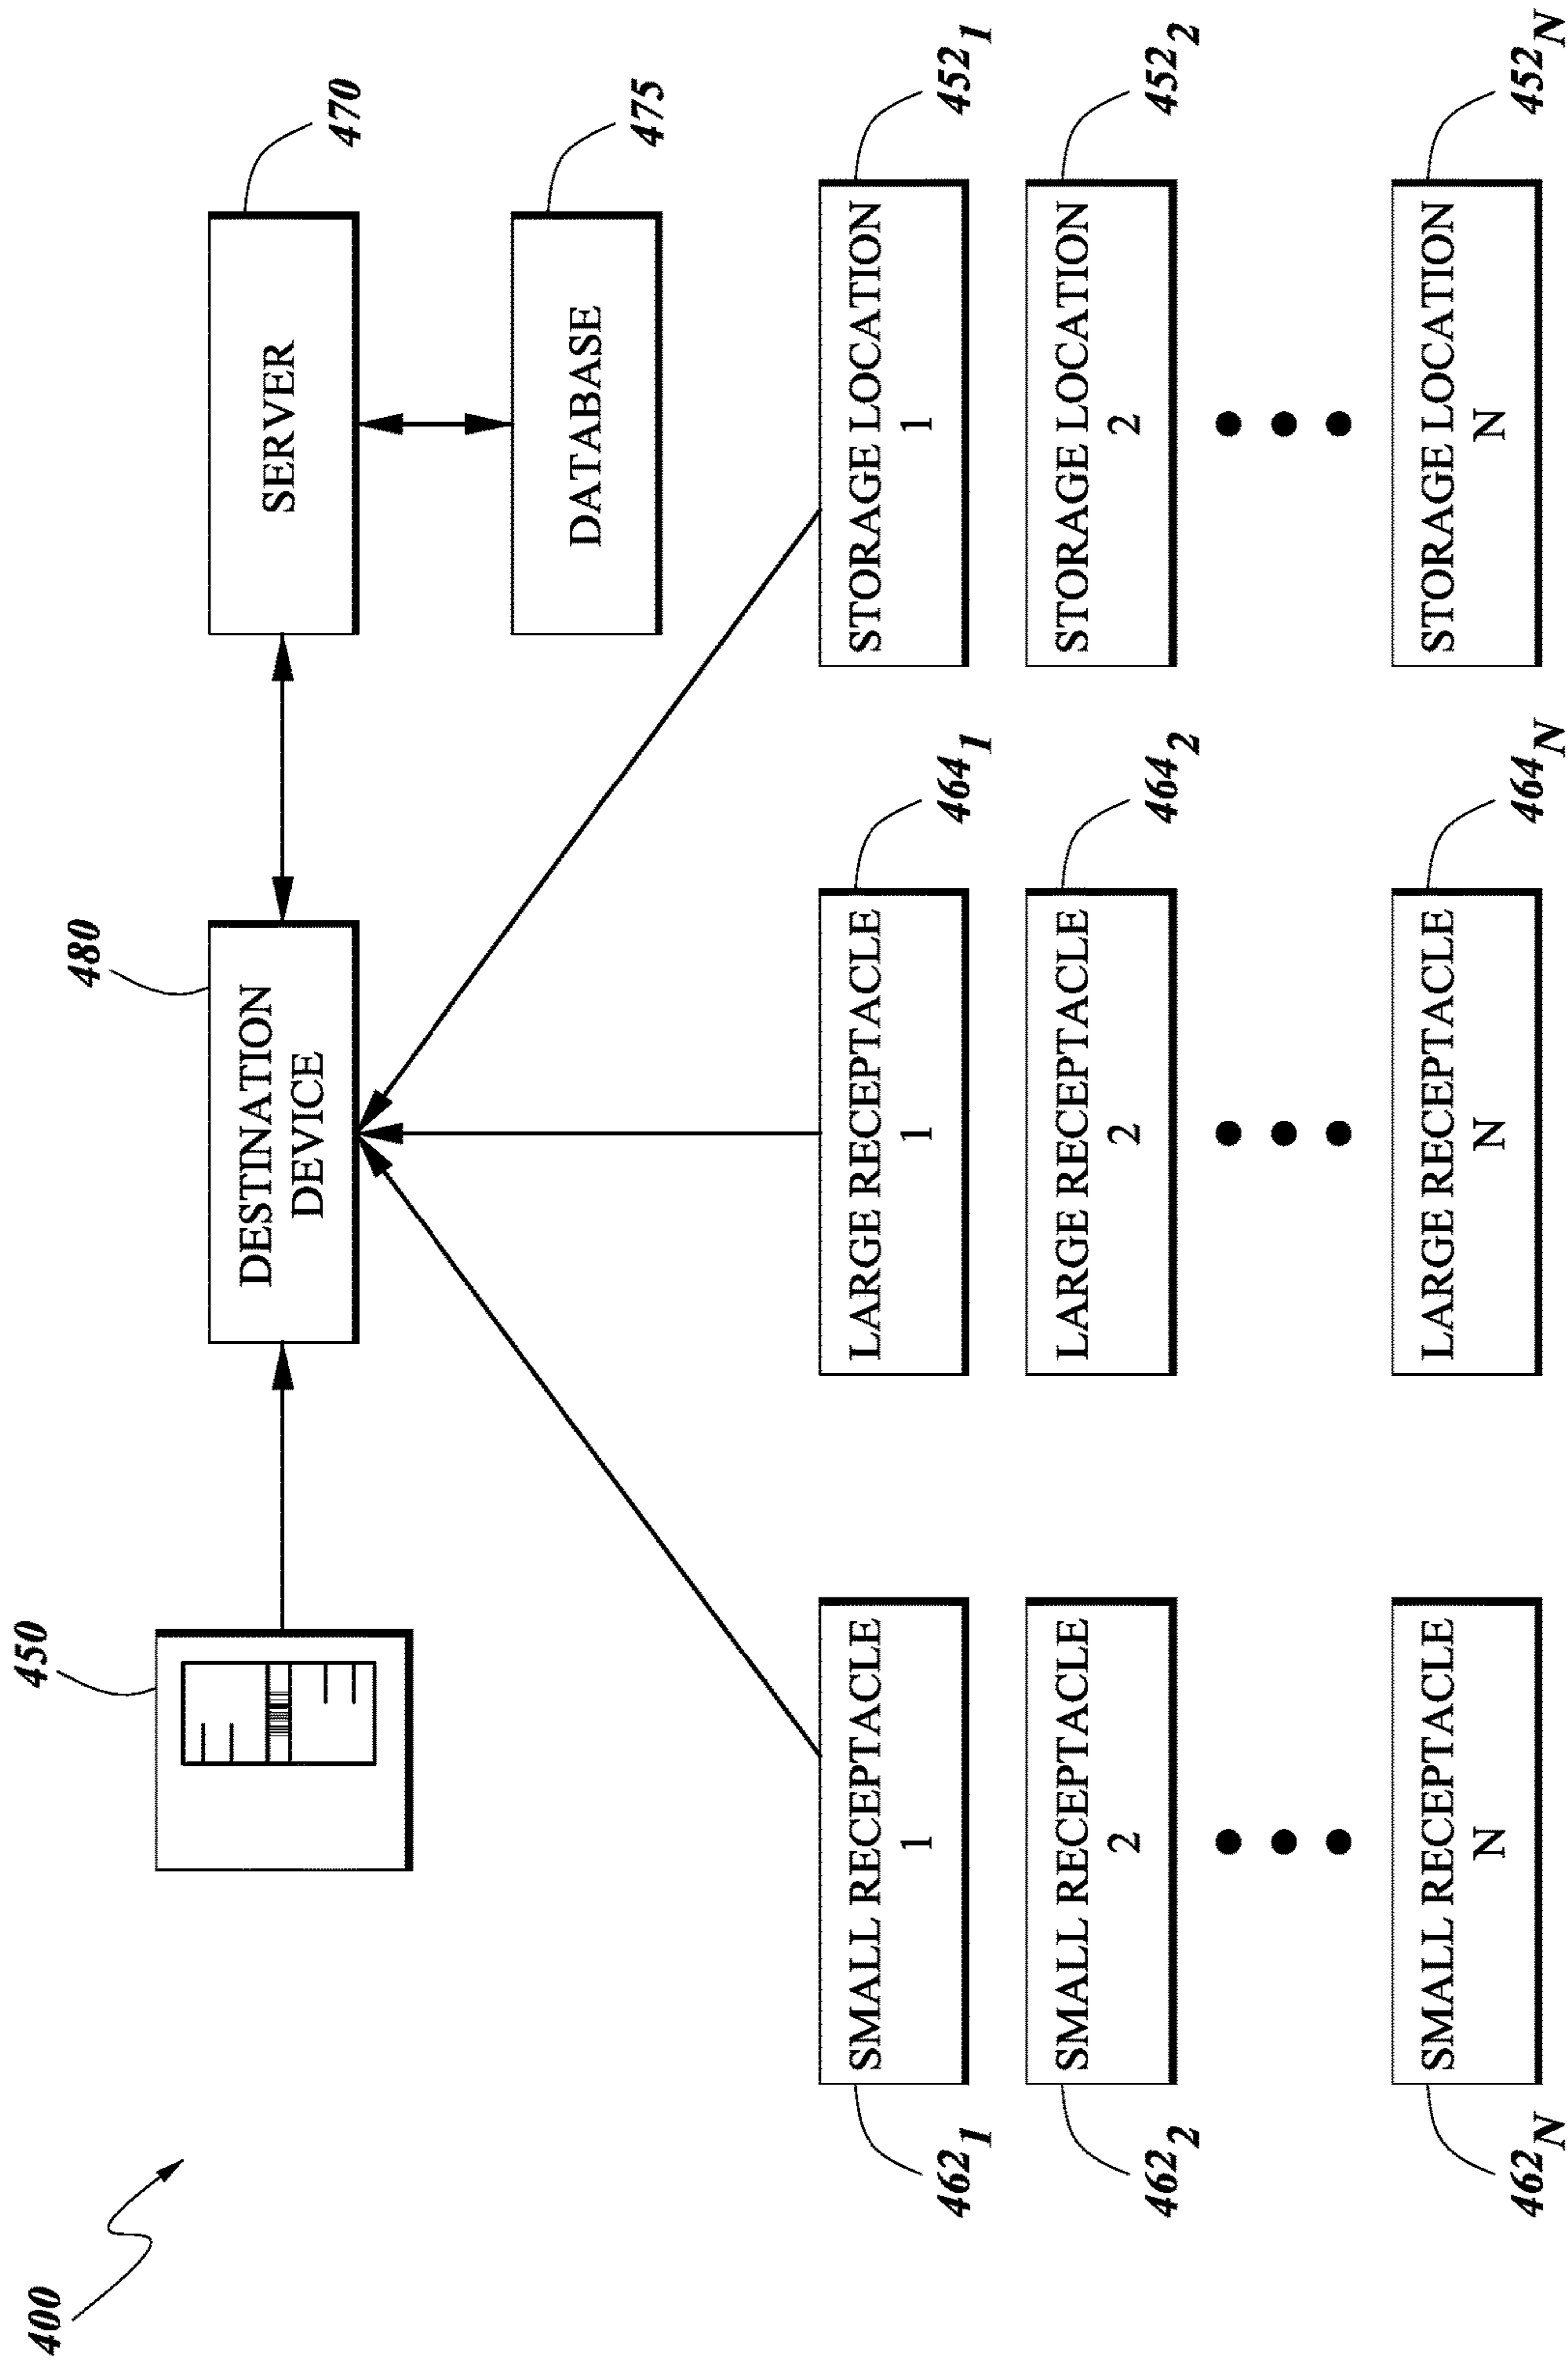 400
450
480
470
DESTINATION
DEVICE
SERVER
475
DATABASE
SMALL RECEPTACLE
1
462₁
LARGE RECEPTACLE
1
464₁
STORAGE LOCATION
1
452₁
SMALL RECEPTACLE
2
462₂
LARGE RECEPTACLE
2
464₂
STORAGE LOCATION
2
452₂
SMALL RECEPTACLE
N
462N
LARGE RECEPTACLE
N
464N
STORAGE LOCATION
N
452N